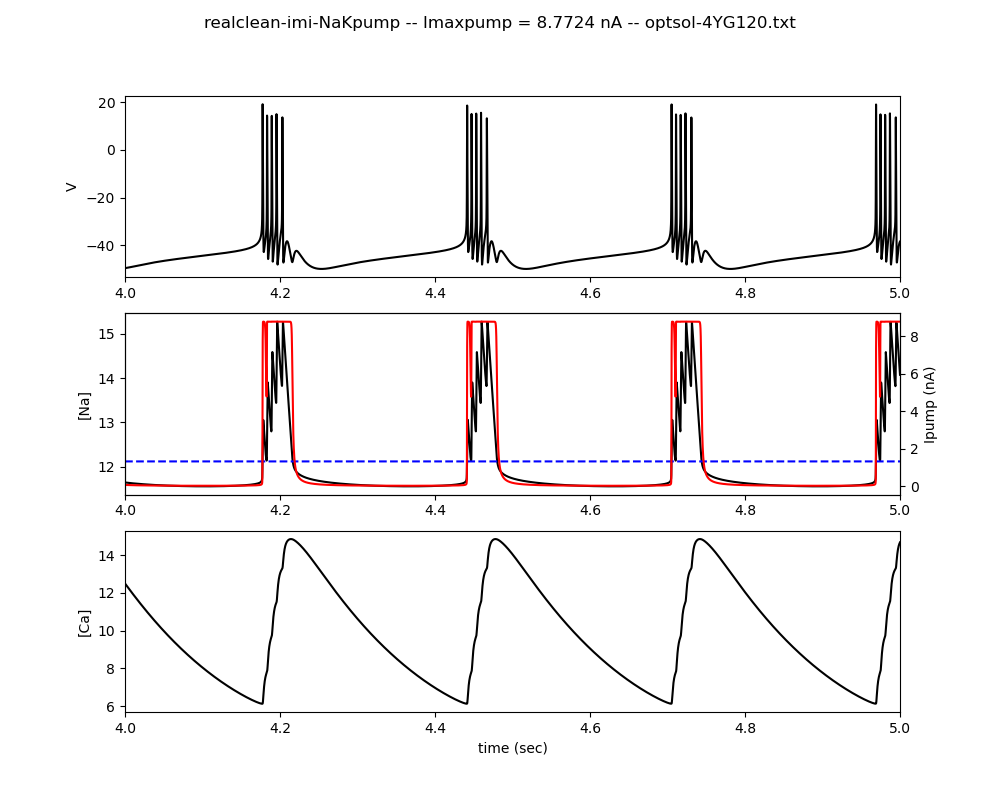 realclean-imi-NaKpump -- Imaxpump = 8.7724 nA -- optsol-4YG120.txt
20
0
−20
−40
V
4.0 4.2 4.4 4.6 4.8 5.0
15
14
13
12
[Na]
8
6
4
2
0
Ipump (nA)
4.0 4.2 4.4 4.6 4.8 5.0
14
12
10
8
6
[Ca]
4.0 4.2 4.4 4.6 4.8 5.0
time (sec)